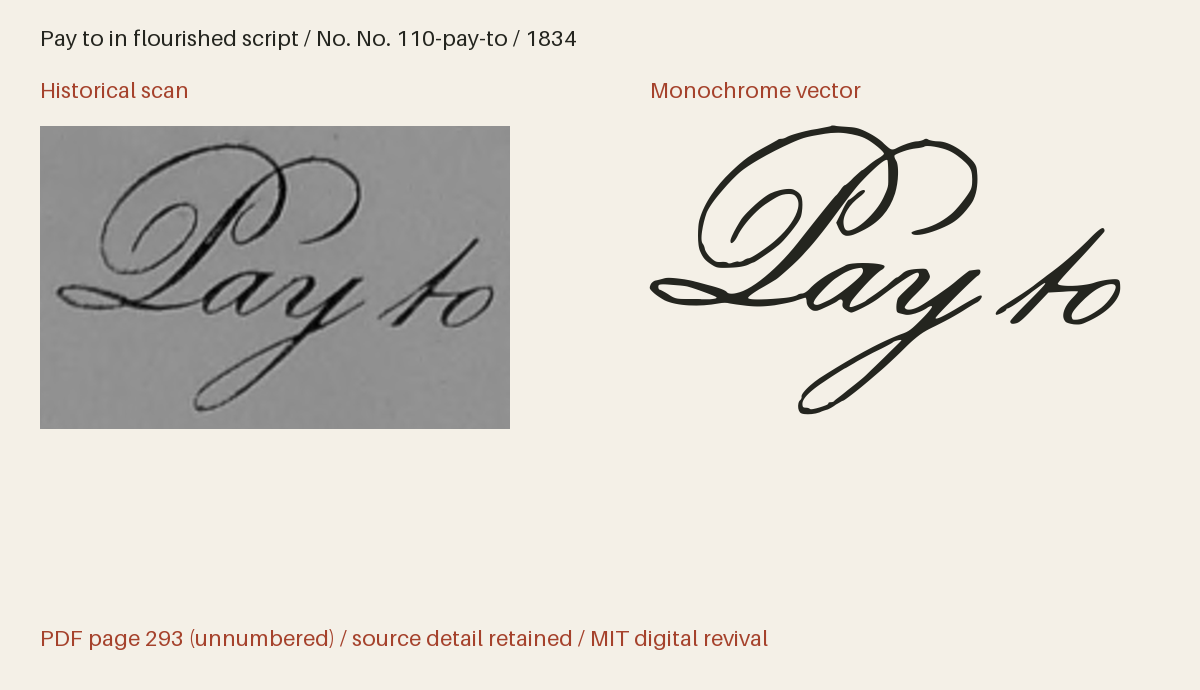 Pay to in flourished script / No. No. 110-pay-to / 1834
Historical scan
Monochrome vector
Pay to
Pay to
PDF page 293 (unnumbered) / source detail retained / MIT digital revival